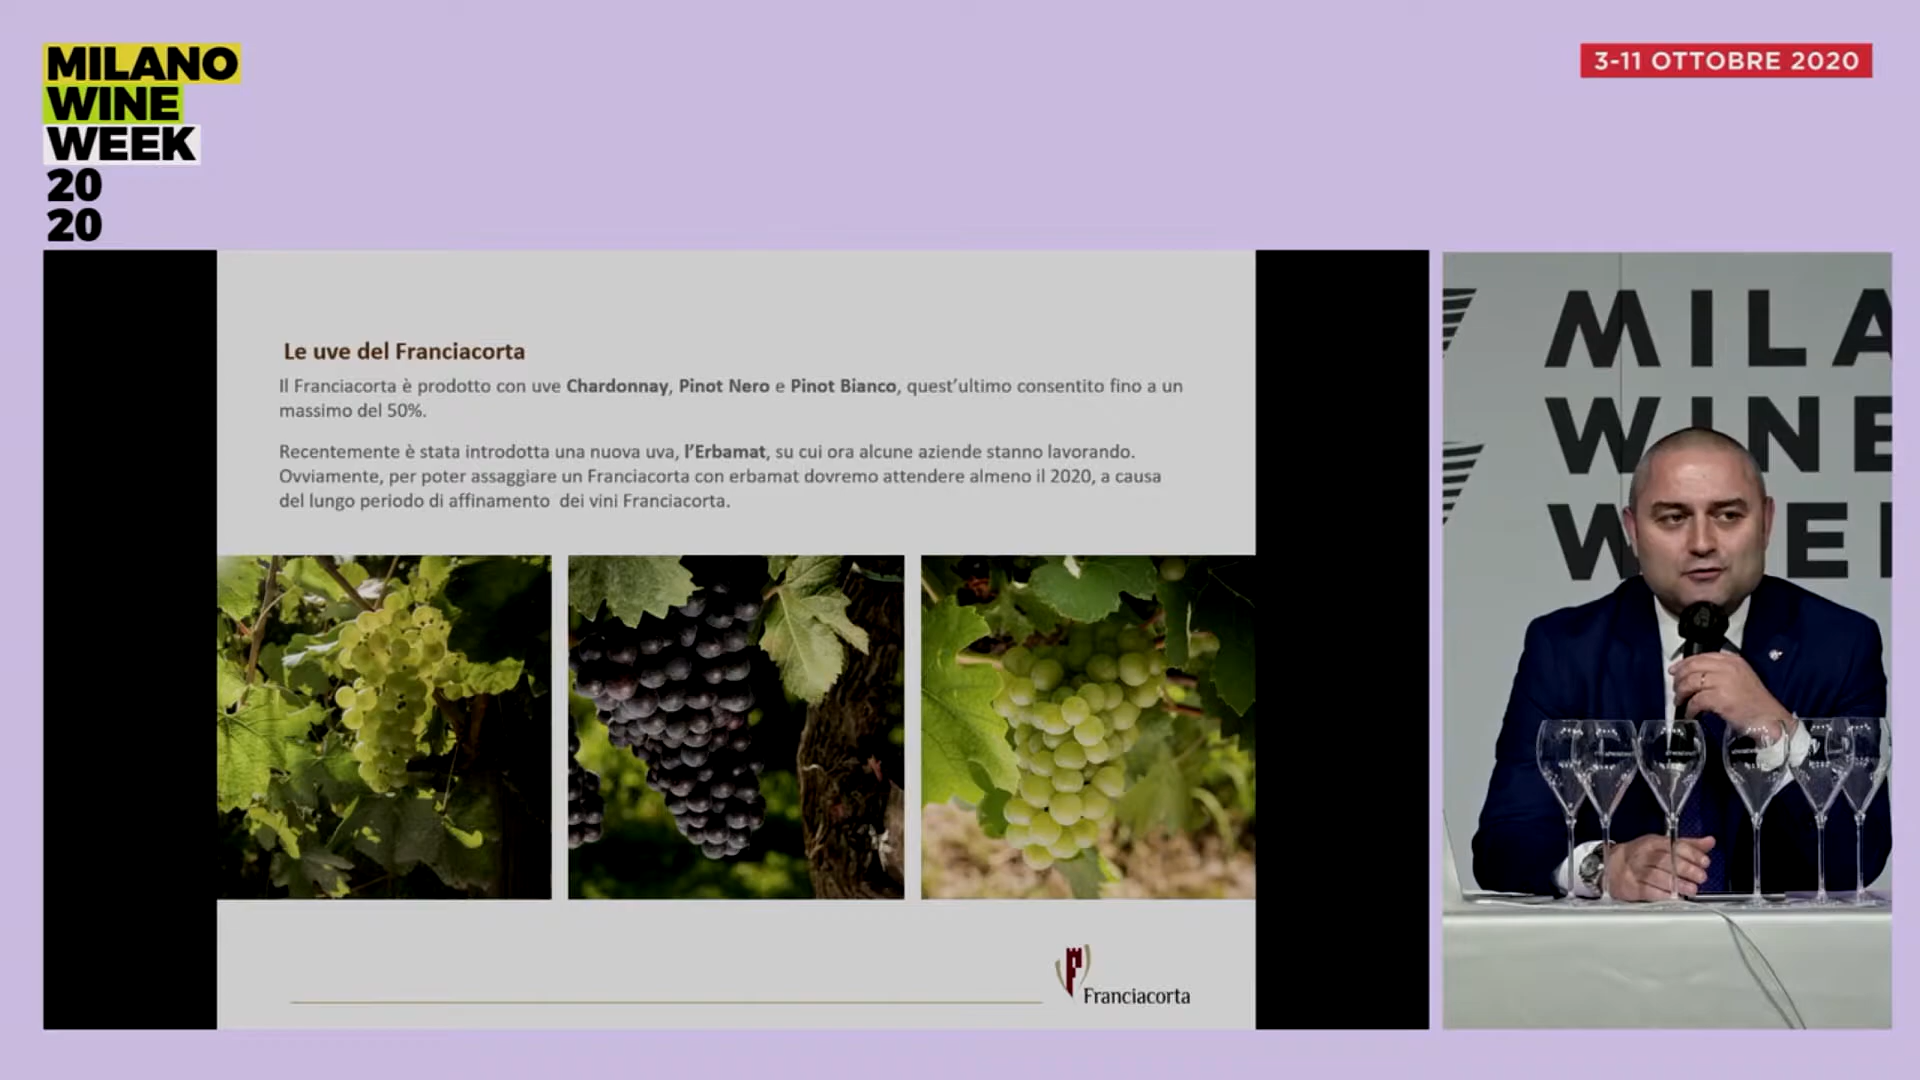 MILANO
WINE
WEEK
20
20
3-11 OTTOBRE 2020
Le uve del Franciacorta
Il Franciacorta è prodotto con uve Chardonnay, Pinot Nero e Pinot Bianco, quest'ultimo consentito fino a un
massimo del 50%.
Recentemente è stata introdotta una nuova uva, l'Erbamat, su cui ora alcune aziende stanno lavorando.
Ovviamente, per poter assaggiare un Franciacorta con erbamat dovremo attendere almeno il 2020, a causa
del lungo periodo di affinamento dei vini Franciacorta.
Franciacorta
MILA
WINE
WEE